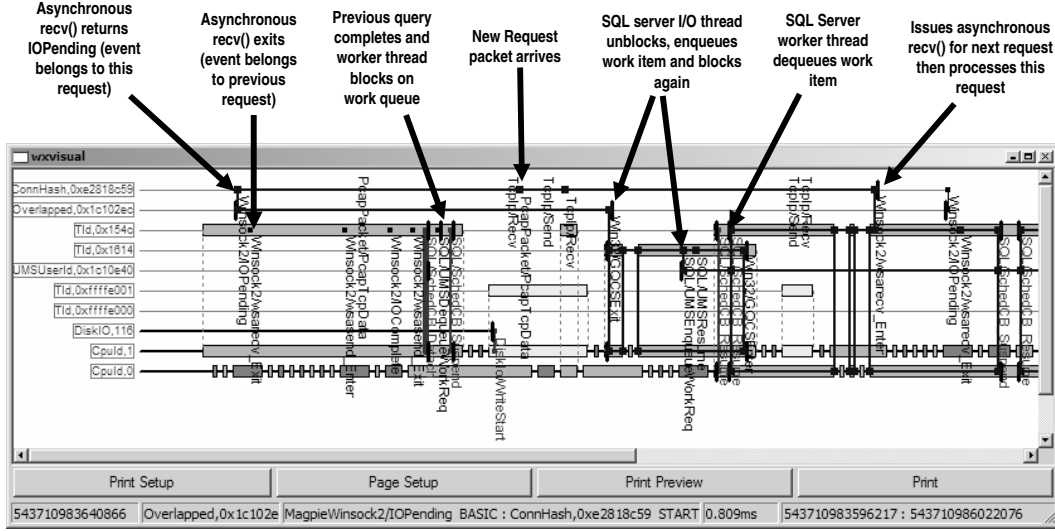 Asynchronous
recv() returns
IOPending (event
belongs to this
request)
Asynchronous
recv() exits
(event belongs
to previous
request)
Previous query
completes and
worker thread
blocks on
work queue
New Request
packet arrives
SQL server I/O thread
unblocks, enqueues
work item and blocks
again
SQL Server
worker thread
dequeues work
item
Issues asynchronous
recv() for next request
then processes this
request
wxvisual
ConnHash,0xe2818c59
Overlapped,0x1c102ec
TId,0x154c
TId,0x1614
UMSUserId,0x1c10e40
TId,0xffffe001
TId,0xffffe000
DiskIO,116
CpuId,1
CpuId,0
Winsock2/IOPending
Winsock2/wsarecv_Exit
PcapPacket/PcapTcpData
Winsock2/wsasend_Enter
Winsock2/IOComplete
Winsock2/wsasend_Exit
SQL/UMSDequeueWorkReq
DiskIo/WriteStart
TcpIp/Recv
PcapPacket/PcapTcpData
TcpIp/Send
TcpIp/Recv
Win32/GQCSExit
SQL/UMSEnqueueWorkReq
SQL/UMSResume
SQL/SchedCB_Resume
Win32/GQCSEnter
TcpIp/Send
TcpIp/Recv
Winsock2/wsarecv_Enter
Winsock2/IOPending
Winsock2/wsarecv_Exit
SQL/SchedCB_Suspend
SQL/SchedCB_Resume
Print Setup
Page Setup
Print Preview
Print
543710983640866
Overlapped,0x1c102e
MagpieWinsock2/IOPending BASIC : ConnHash,0xe2818c59 START
0.809ms
543710983596217 : 543710986022076